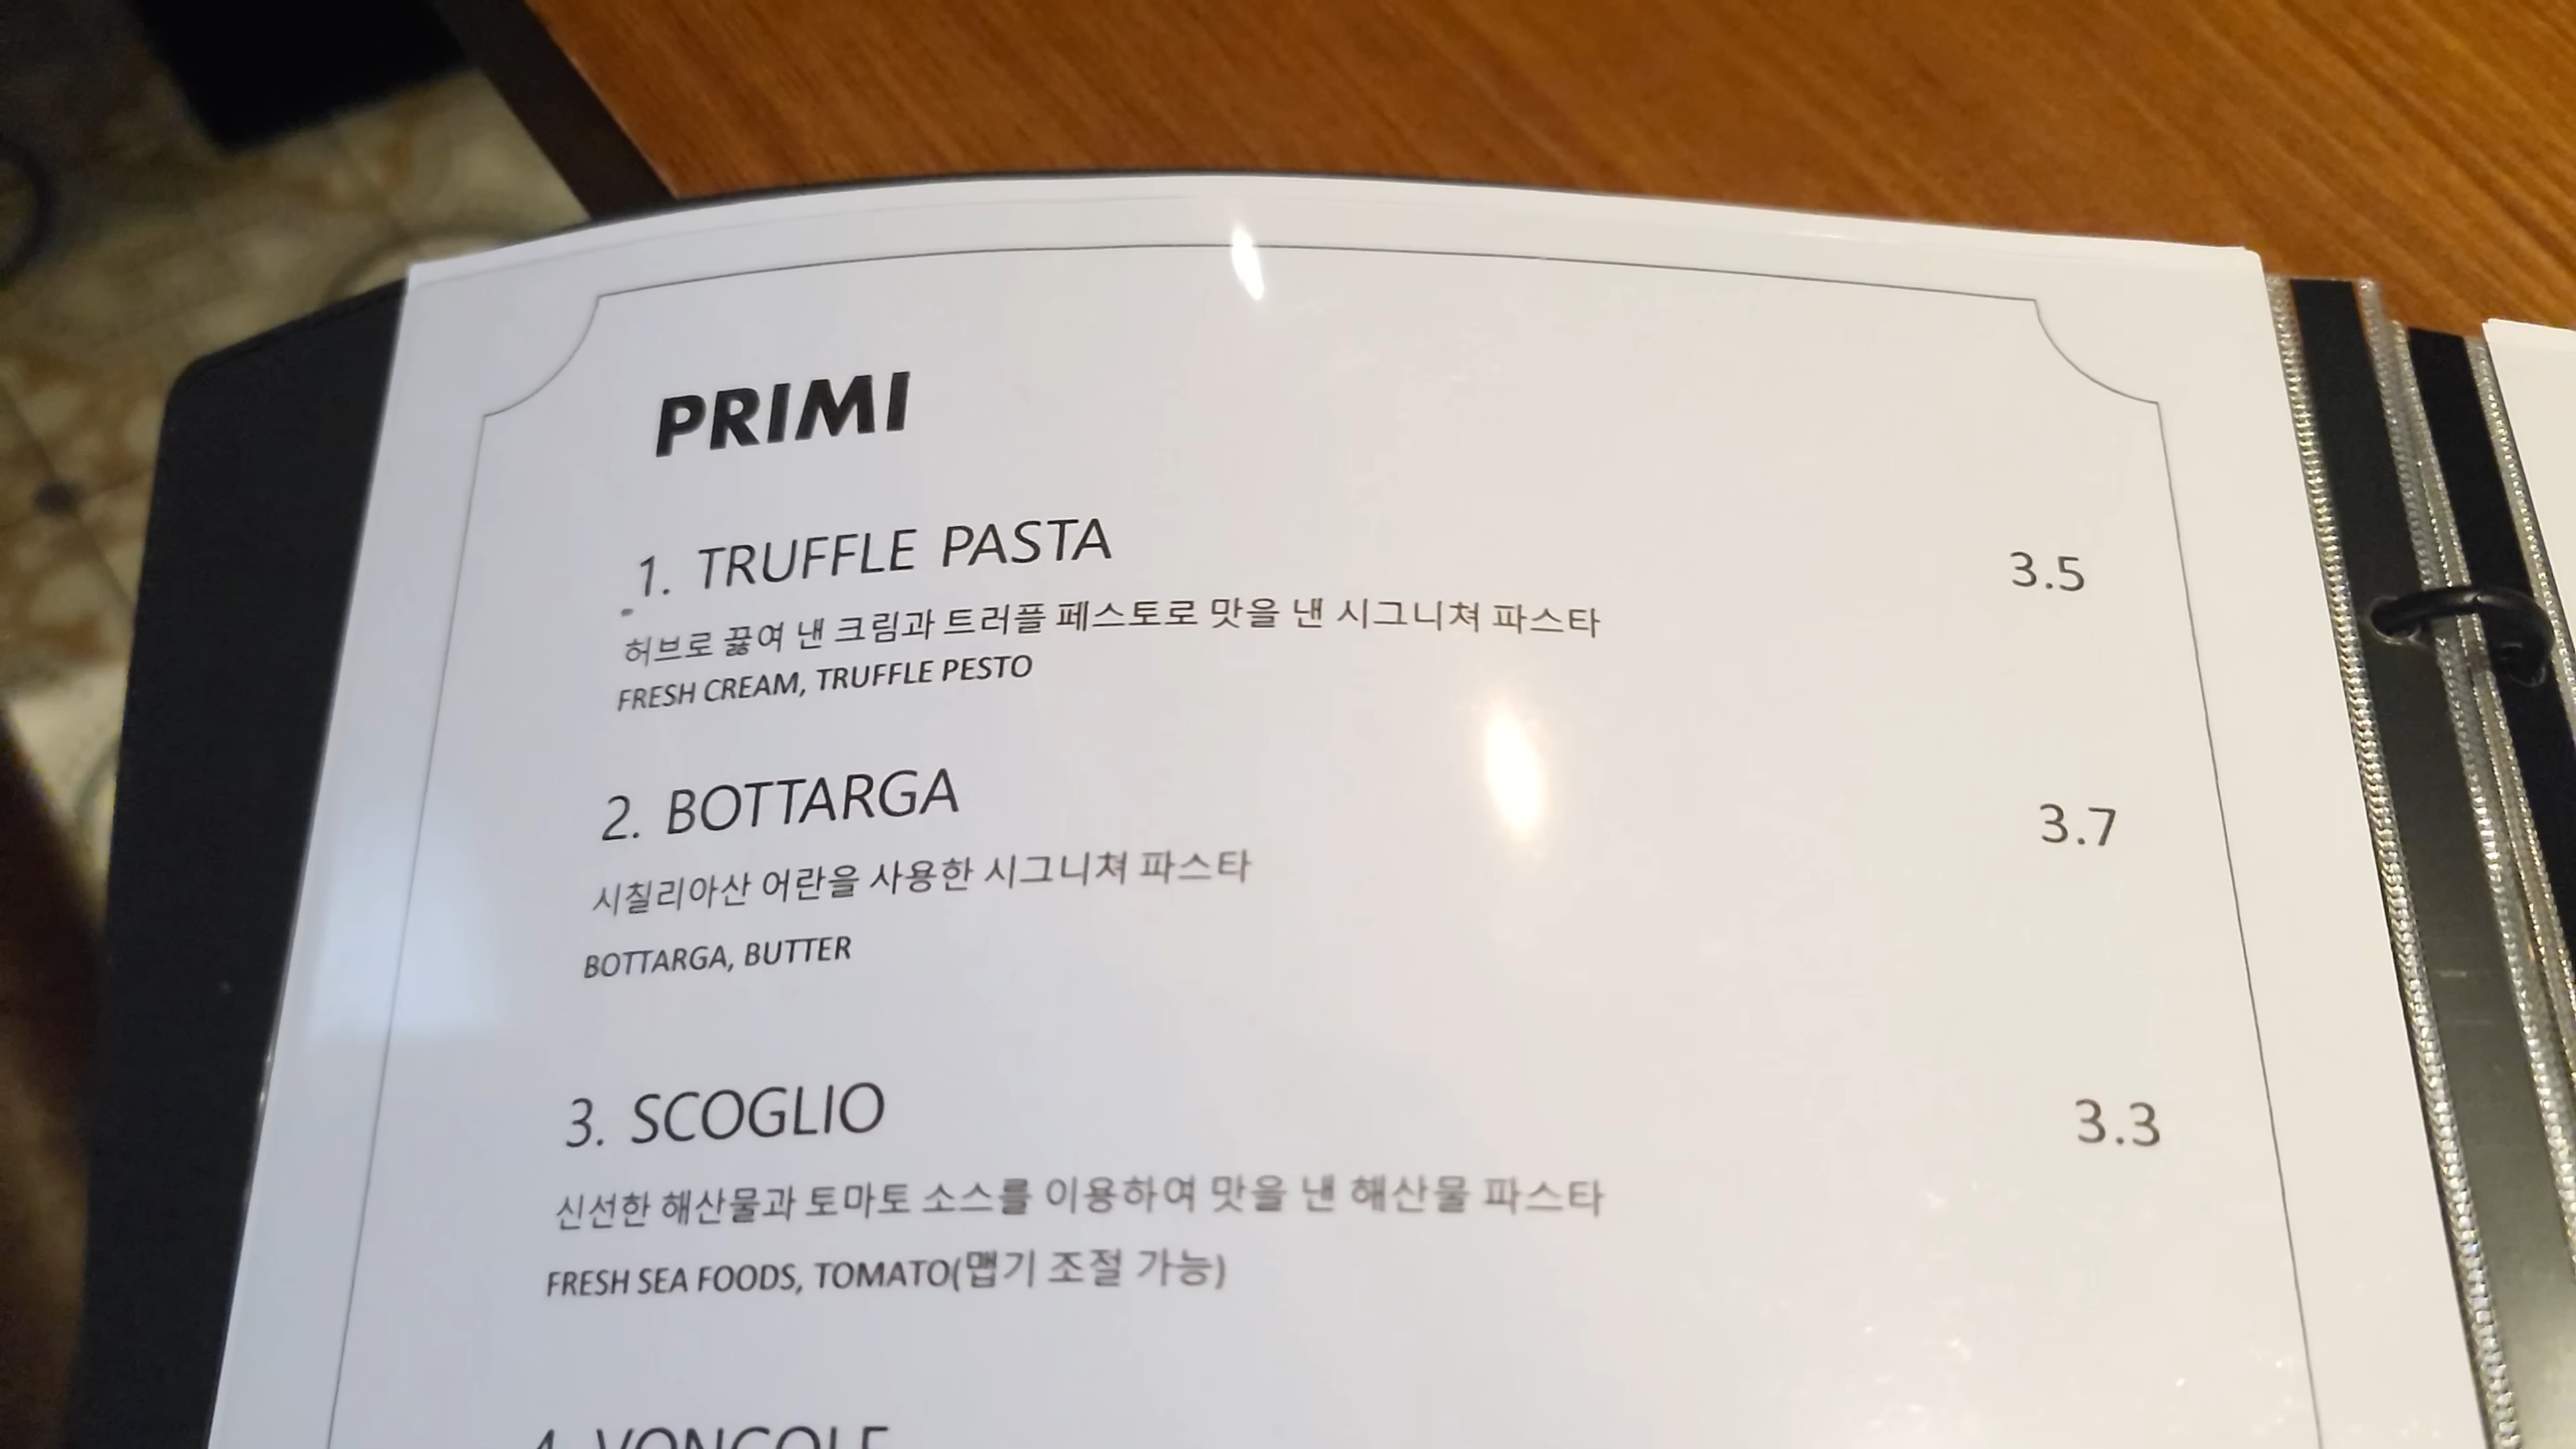 PRIMI
1. TRUFFLE PASTA 3.5
허브로 끓여 낸 크림과 트러플 페스토로 맛을 낸 시그니쳐 파스타
FRESH CREAM, TRUFFLE PESTO
2. BOTTARGA 3.7
시칠리아산 어란을 사용한 시그니쳐 파스타
BOTTARGA, BUTTER
3. SCOGLIO 3.3
신선한 해산물과 토마토 소스를 이용하여 맛을 낸 해산물 파스타
FRESH SEA FOODS, TOMATO(맵기 조절 가능)
4. VONGOLE